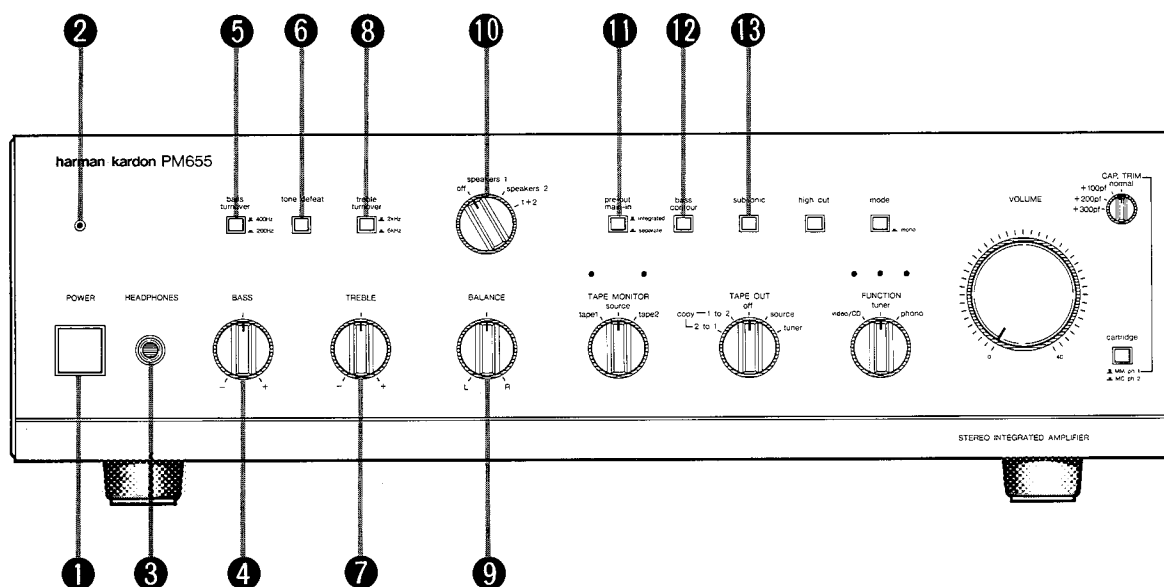 2 5 6 8 10 11 12 13
harman kardon PM655
bass turnover
400Hz
200Hz
tone defeat
treble turnover
2kHz
6kHz
off
speakers 1
speakers 2
1+2
pre-out main-in
integrated
separate
bass contour
subsonic
high cut
mode
mono
VOLUME
0
40
CAP. TRIM
normal
+100pf
+200pf
+300pf
POWER
HEADPHONES
BASS
- +
TREBLE
- +
BALANCE
L R
TAPE MONITOR
source
tape1
tape2
TAPE OUT
off
copy 1 to 2
2 to 1
source
tuner
FUNCTION
tuner
video/CD
phono
cartridge
MM ph 1
MC ph 2
STEREO INTEGRATED AMPLIFIER
1 3 4 7 9